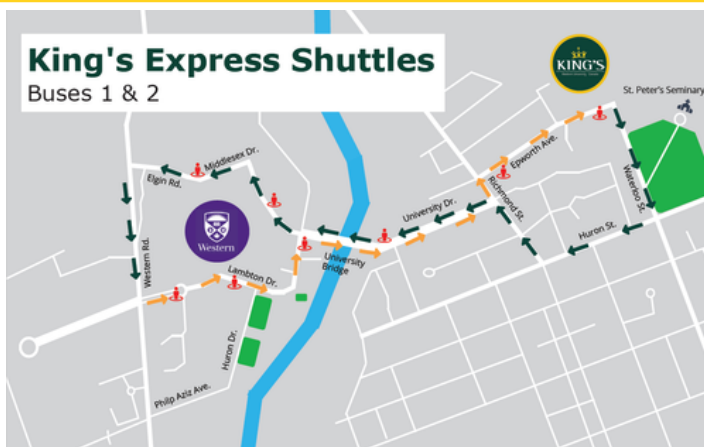 King's Express Shuttles
Buses 1 & 2
KING'S
St. Peter's Seminary
Middlesex Dr.
Elgin Rd.
Epworth Ave.
Waterloo St.
Richmond St.
University Dr.
Huron St.
Western
Western Rd.
University
Bridge
Lambton Dr.
Huron Dr.
Philp Aziz Ave.